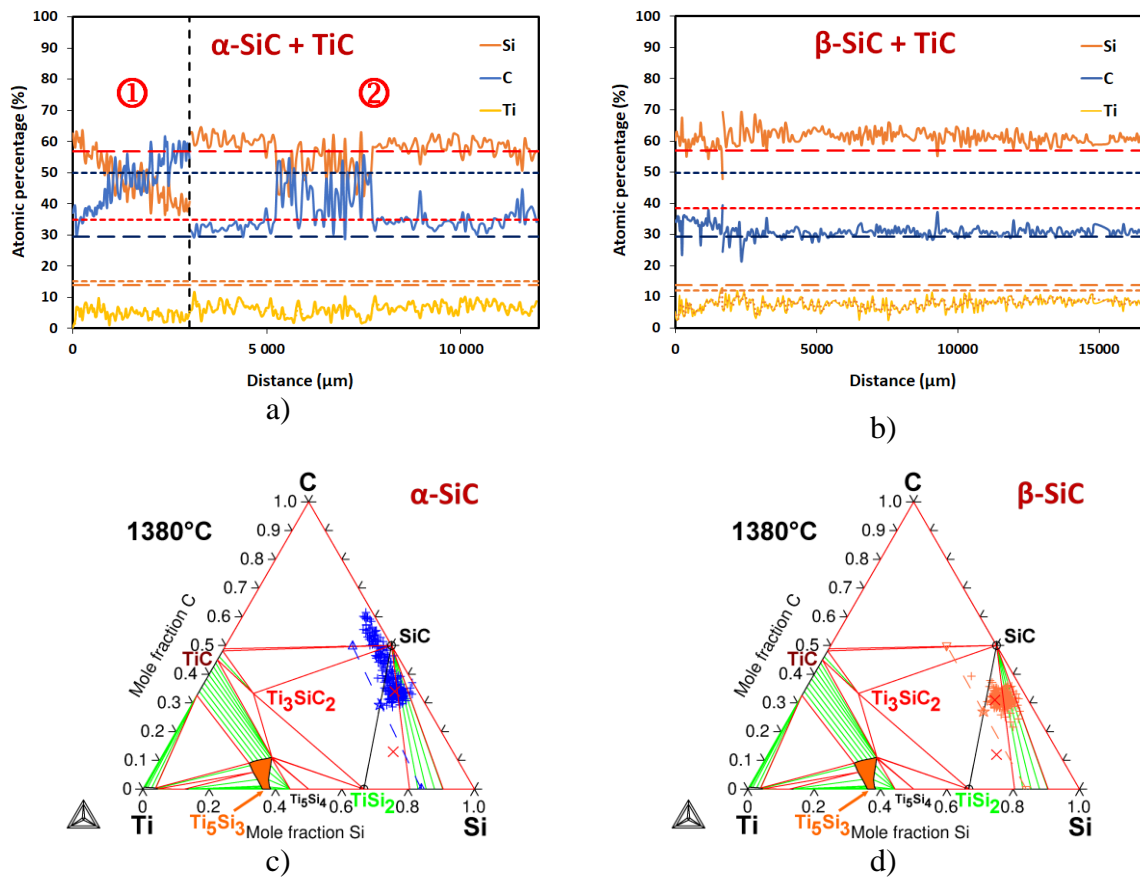 α-SiC + TiC
Atomic percentage (%)
100
90
80
70
60
50
40
30
20
10
0
①
②
Si
C
Ti
0
5 000
10 000
Distance (µm)
a)
β-SiC + TiC
Atomic percentage (%)
100
90
80
70
60
50
40
30
20
10
0
Si
C
Ti
0
5000
10000
15000
Distance (µm)
b)
α-SiC
1380°C
C
1.0
0.9
0.8
0.7
0.6
0.5
0.4
0.3
0.2
0.1
0
Mole fraction C
SiC
TiC
Ti3SiC2
Ti5Si4
TiSi2
Ti5Si3
0
0.2
0.4
0.6
0.8
1.0
Ti
Mole fraction Si
Si
c)
β-SiC
1380°C
C
1.0
0.9
0.8
0.7
0.6
0.5
0.4
0.3
0.2
0.1
0
Mole fraction C
SiC
TiC
Ti3SiC2
Ti5Si4
TiSi2
Ti5Si3
0
0.2
0.4
0.6
0.8
1.0
Ti
Mole fraction Si
Si
d)